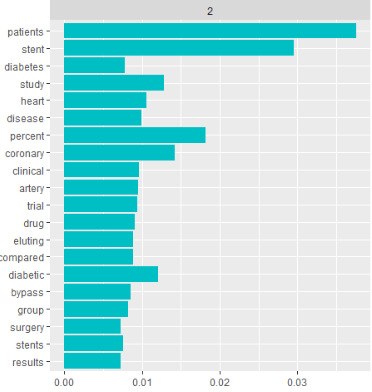 2
patients
stent
diabetes
study
heart
disease
percent
coronary
clinical
artery
trial
drug
eluting
compared
diabetic
bypass
group
surgery
stents
results
0.00 0.01 0.02 0.03